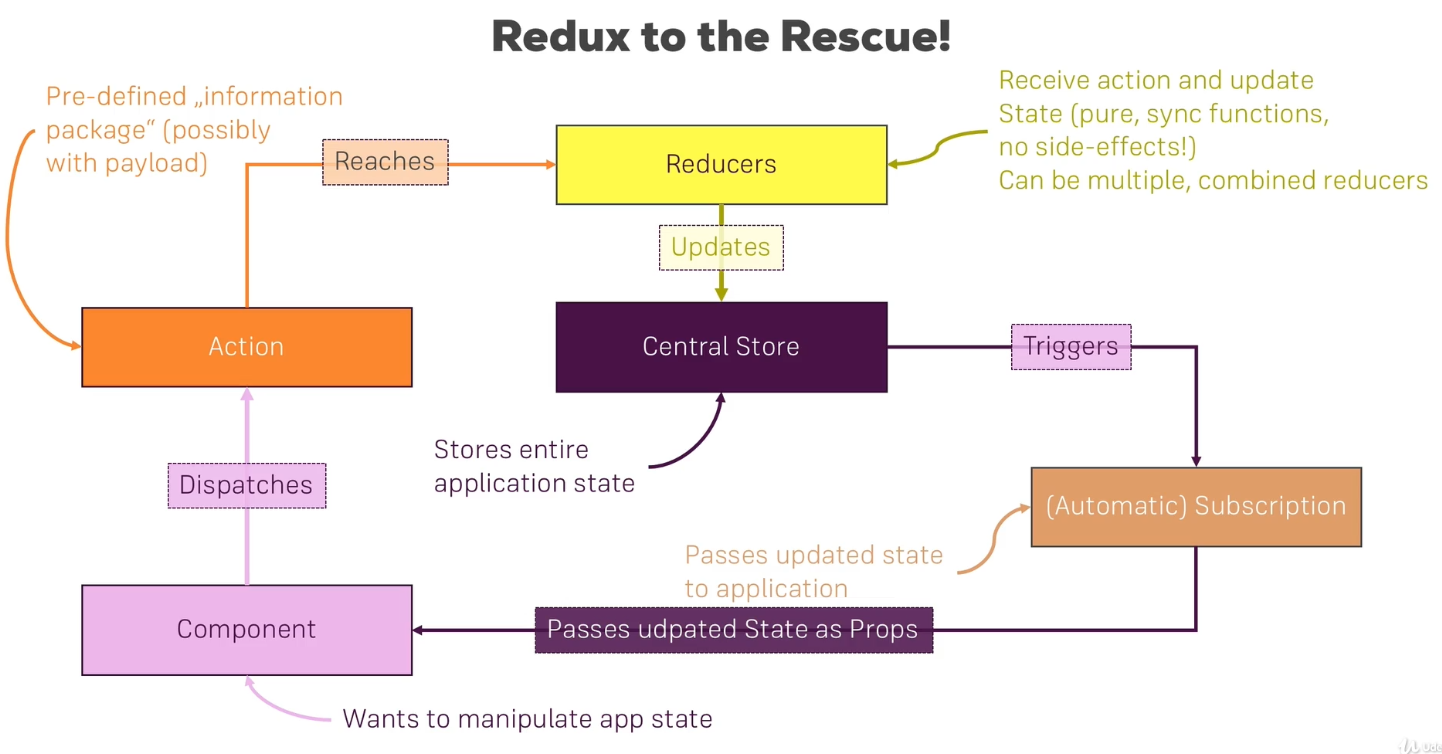 Redux to the Rescue!
Pre-defined „information
package“ (possibly
with payload)
Reaches
Reducers
Receive action and update
State (pure, sync functions,
no side-effects!)
Can be multiple, combined reducers
Updates
Action
Central Store
Triggers
Stores entire
application state
Dispatches
(Automatic) Subscription
Passes updated state
to application
Component
Passes udpated State as Props
Wants to manipulate app state